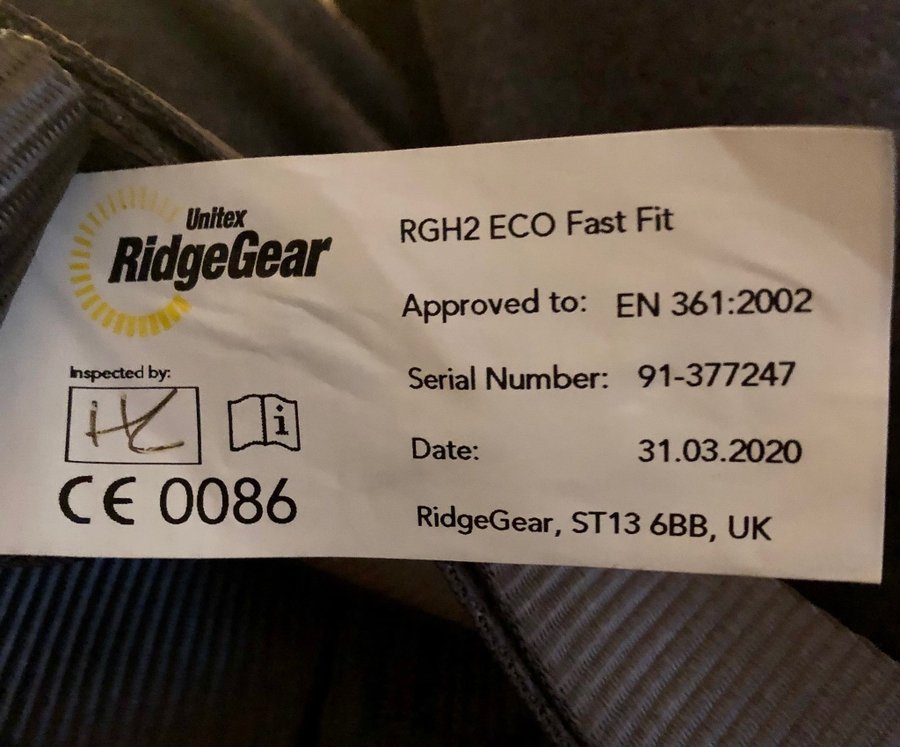 Unitex
RidgeGear
Inspected by:
i
CE 0086
RGH2 ECO Fast Fit
Approved to: EN 361:2002
Serial Number: 91-377247
Date: 31.03.2020
RidgeGear, ST13 6BB, UK